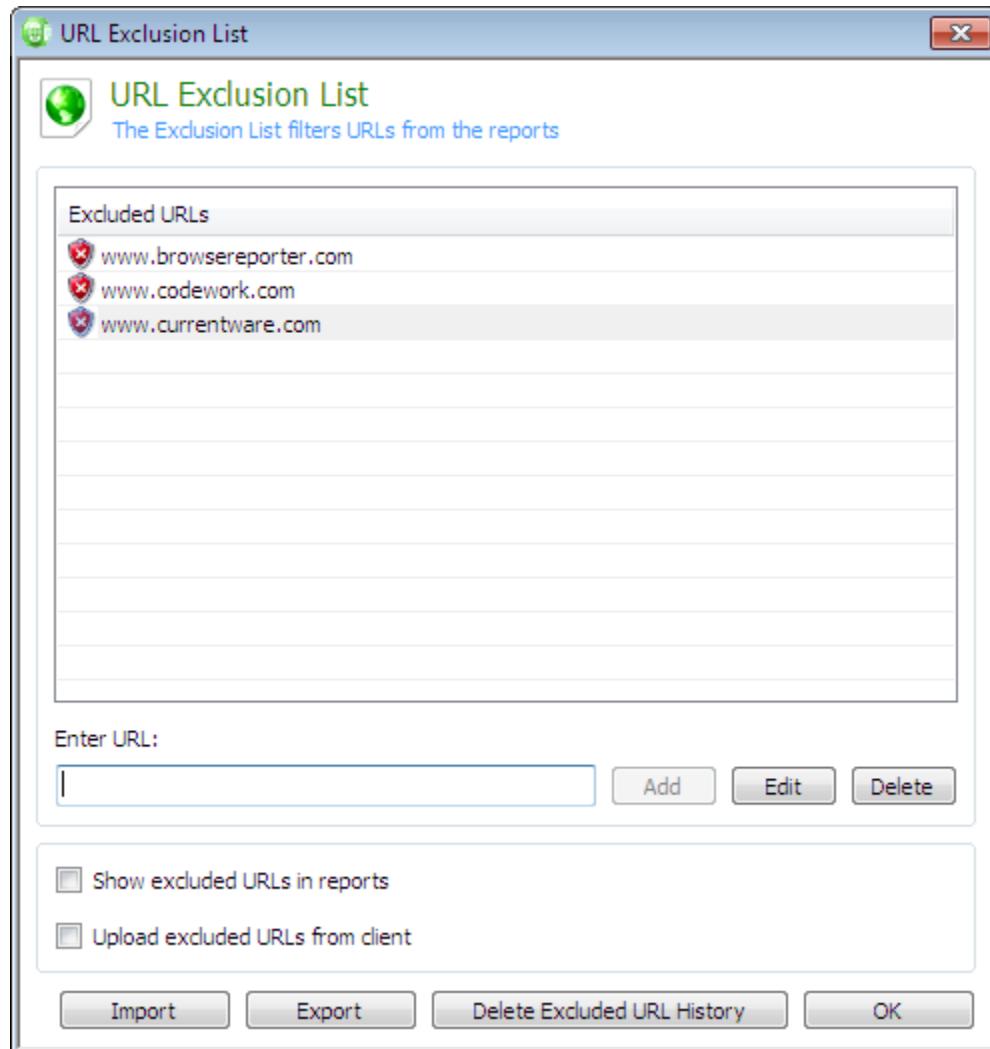 URL Exclusion List
URL Exclusion List
The Exclusion List filters URLs from the reports
Excluded URLs
www.browsereporter.com
www.codework.com
www.currentware.com
Enter URL:
Add Edit Delete
Show excluded URLs in reports
Upload excluded URLs from client
Import Export Delete Excluded URL History OK